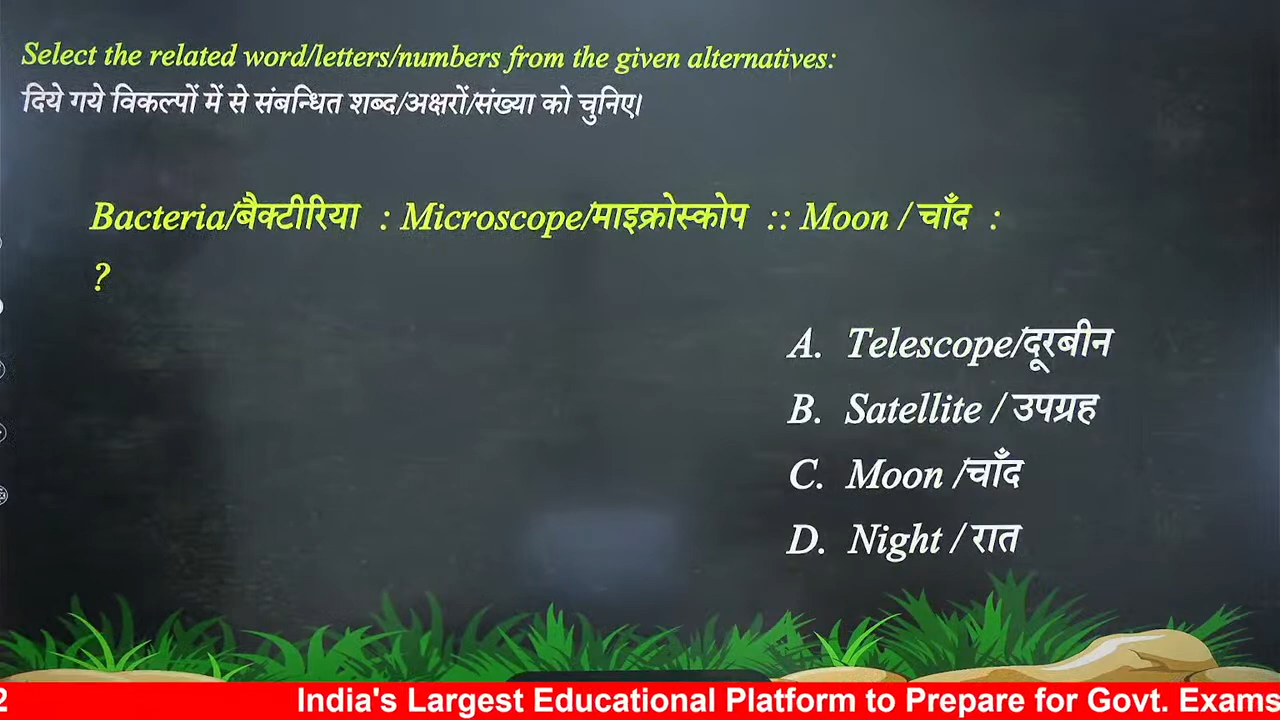 Select the related word/letters/numbers from the given alternatives:
दिये गये विकल्पों में से संबन्धित शब्द/अक्षरों/संख्या को चुनिए।
Bacteria/बैक्टीरिया : Microscope/माइक्रोस्कोप :: Moon / चाँद :
?
A. Telescope/दूरबीन
B. Satellite / उपग्रह
C. Moon /चाँद
D. Night / रात
2 India's Largest Educational Platform to Prepare for Govt. Exams